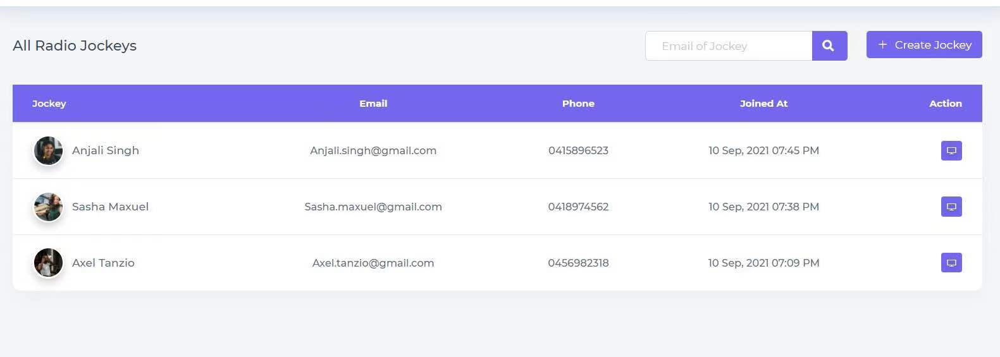 All Radio Jockeys
Email of Jockey
Create Jockey
Jockey Email Phone Joined At Action
Anjali Singh Anjali.singh@gmail.com 0415896523 10 Sep, 2021 07:45 PM
Sasha Maxuel Sasha.maxuel@gmail.com 0418974562 10 Sep, 2021 07:38 PM
Axel Tanzio Axel.tanzio@gmail.com 0456982318 10 Sep, 2021 07:09 PM